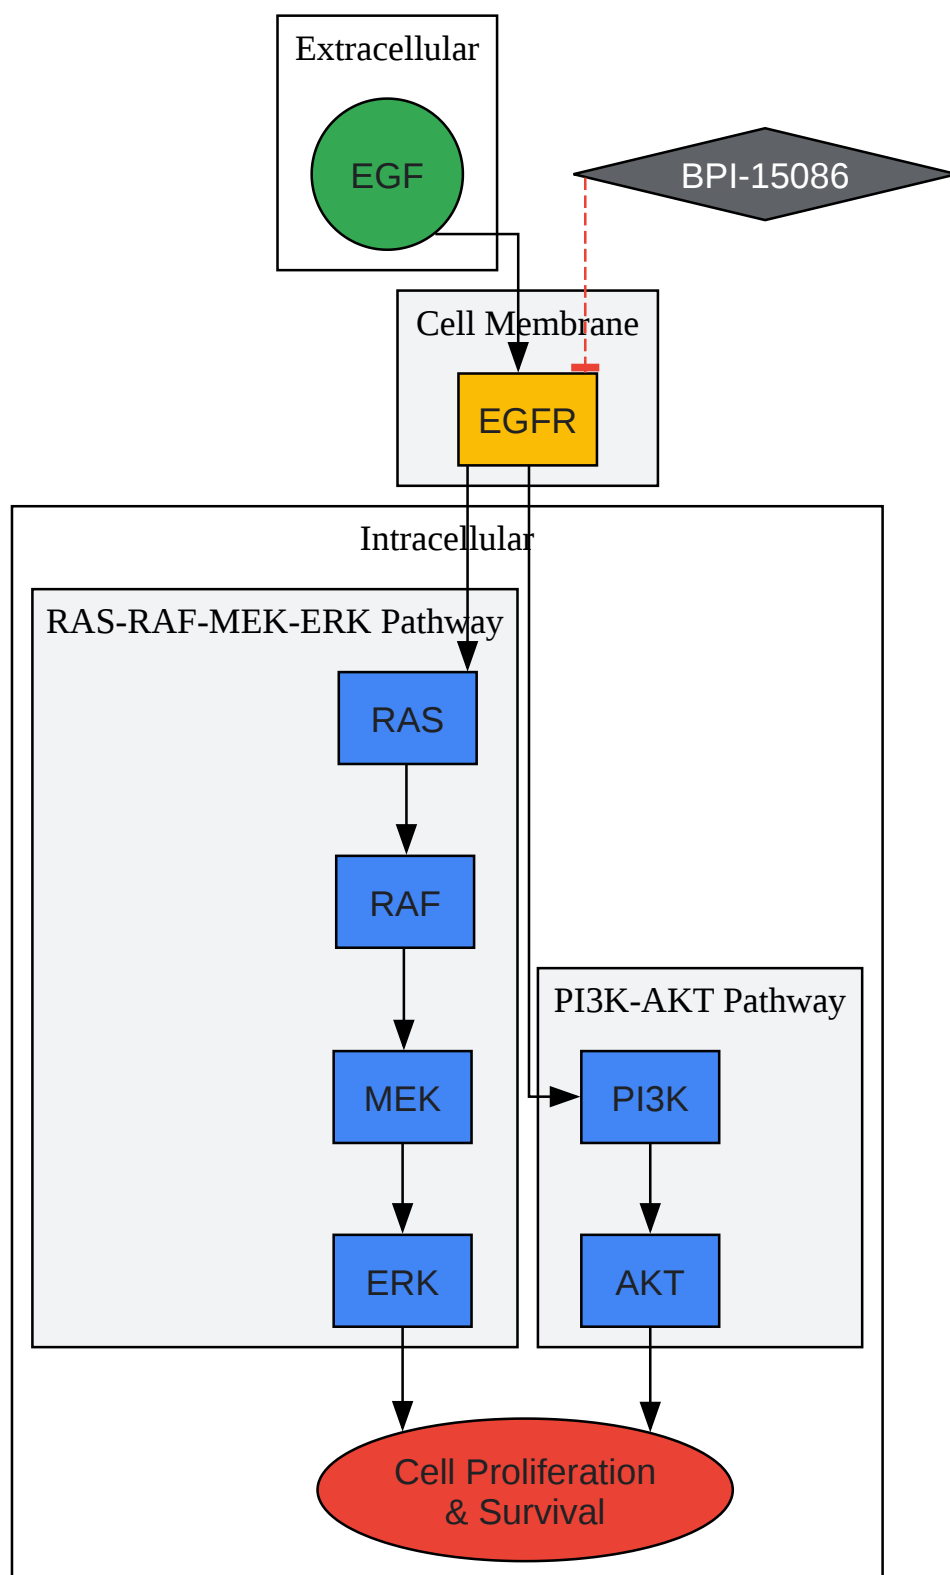 Extracellular
EGF
BPI-15086
Cell Membrane
EGFR
Intracellular
RAS-RAF-MEK-ERK Pathway
RAS
RAF
MEK
ERK
PI3K-AKT Pathway
PI3K
AKT
Cell Proliferation
& Survival